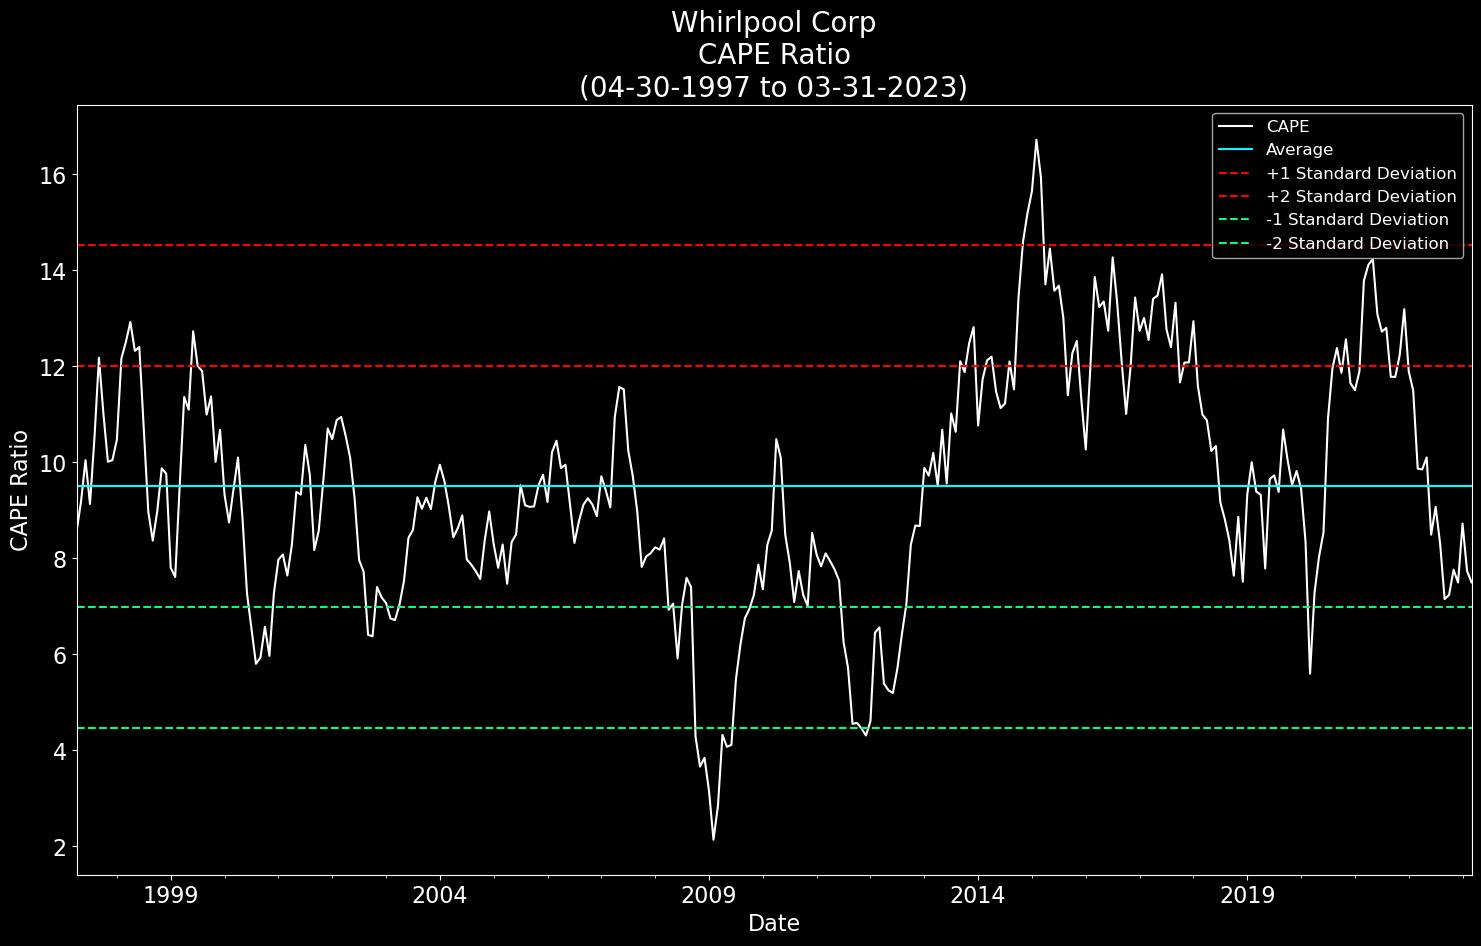 Whirlpool Corp
CAPE Ratio
(04-30-1997 to 03-31-2023)
CAPE
Average
+1 Standard Deviation
+2 Standard Deviation
-1 Standard Deviation
-2 Standard Deviation
CAPE Ratio
16
14
12
10
8
6
4
2
1999
2004
2009
2014
2019
Date